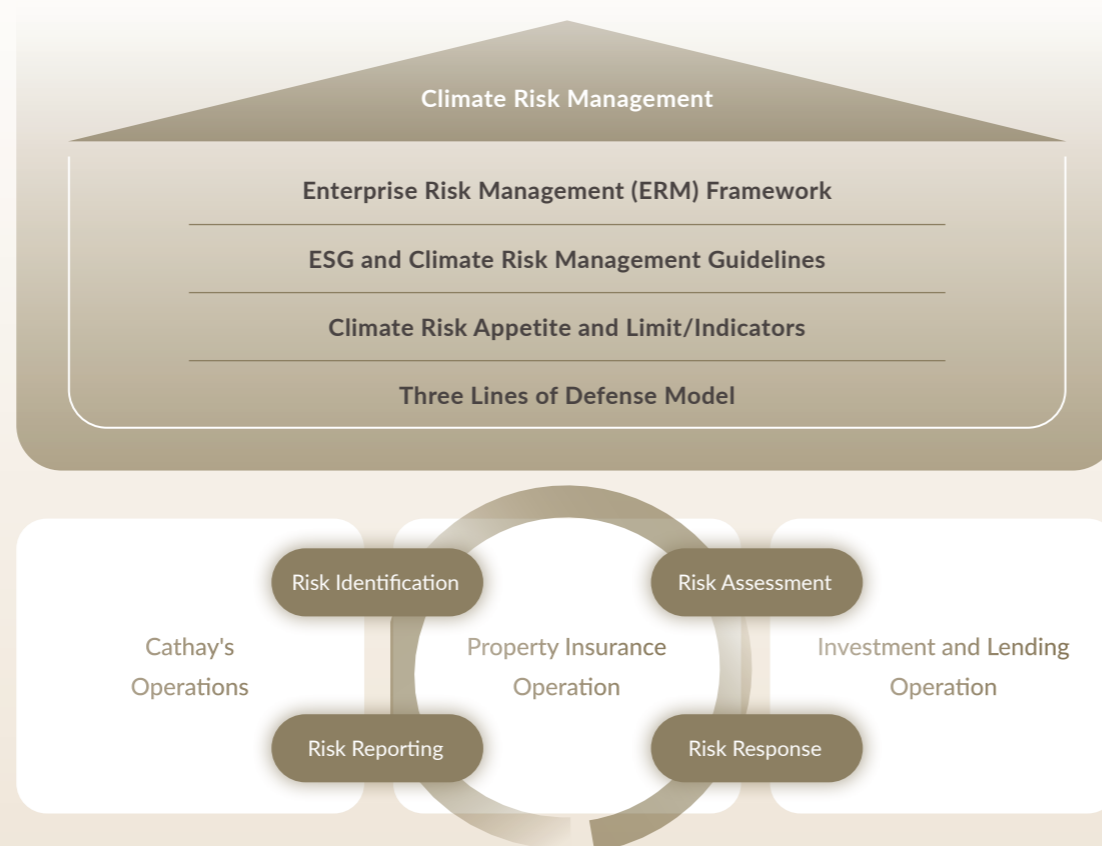 Climate Risk Management
Enterprise Risk Management (ERM) Framework
ESG and Climate Risk Management Guidelines
Climate Risk Appetite and Limit/Indicators
Three Lines of Defense Model
Risk Identification
Risk Assessment
Cathay's
Operations
Property Insurance
Operation
Investment and Lending
Operation
Risk Reporting
Risk Response